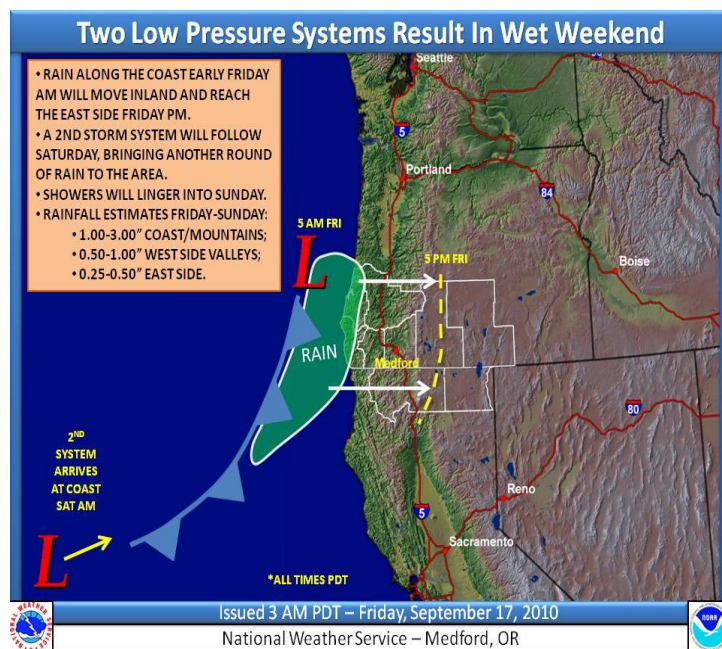 Two Low Pressure Systems Result In Wet Weekend
• RAIN ALONG THE COAST EARLY FRIDAY
AM WILL MOVE INLAND AND REACH
THE EAST SIDE FRIDAY PM.
• A 2ND STORM SYSTEM WILL FOLLOW
SATURDAY, BRINGING ANOTHER ROUND
OF RAIN TO THE AREA.
• SHOWERS WILL LINGER INTO SUNDAY.
• RAINFALL ESTIMATES FRIDAY-SUNDAY:
• 1.00-3.00” COAST/MOUNTAINS;
• 0.50-1.00” WEST SIDE VALLEYS;
• 0.25-0.50” EAST SIDE.
Seattle
90
5
Portland
84
Boise
5 AM FRI
L
5 PM FRI
RAIN
Medford
80
Reno
5
Sacramento
2ND
SYSTEM
ARRIVES
AT COAST
SAT AM
L
*ALL TIMES PDT
Issued 3 AM PDT – Friday, September 17, 2010
National Weather Service – Medford, OR
NATIONAL WEATHER SERVICE
NOAA